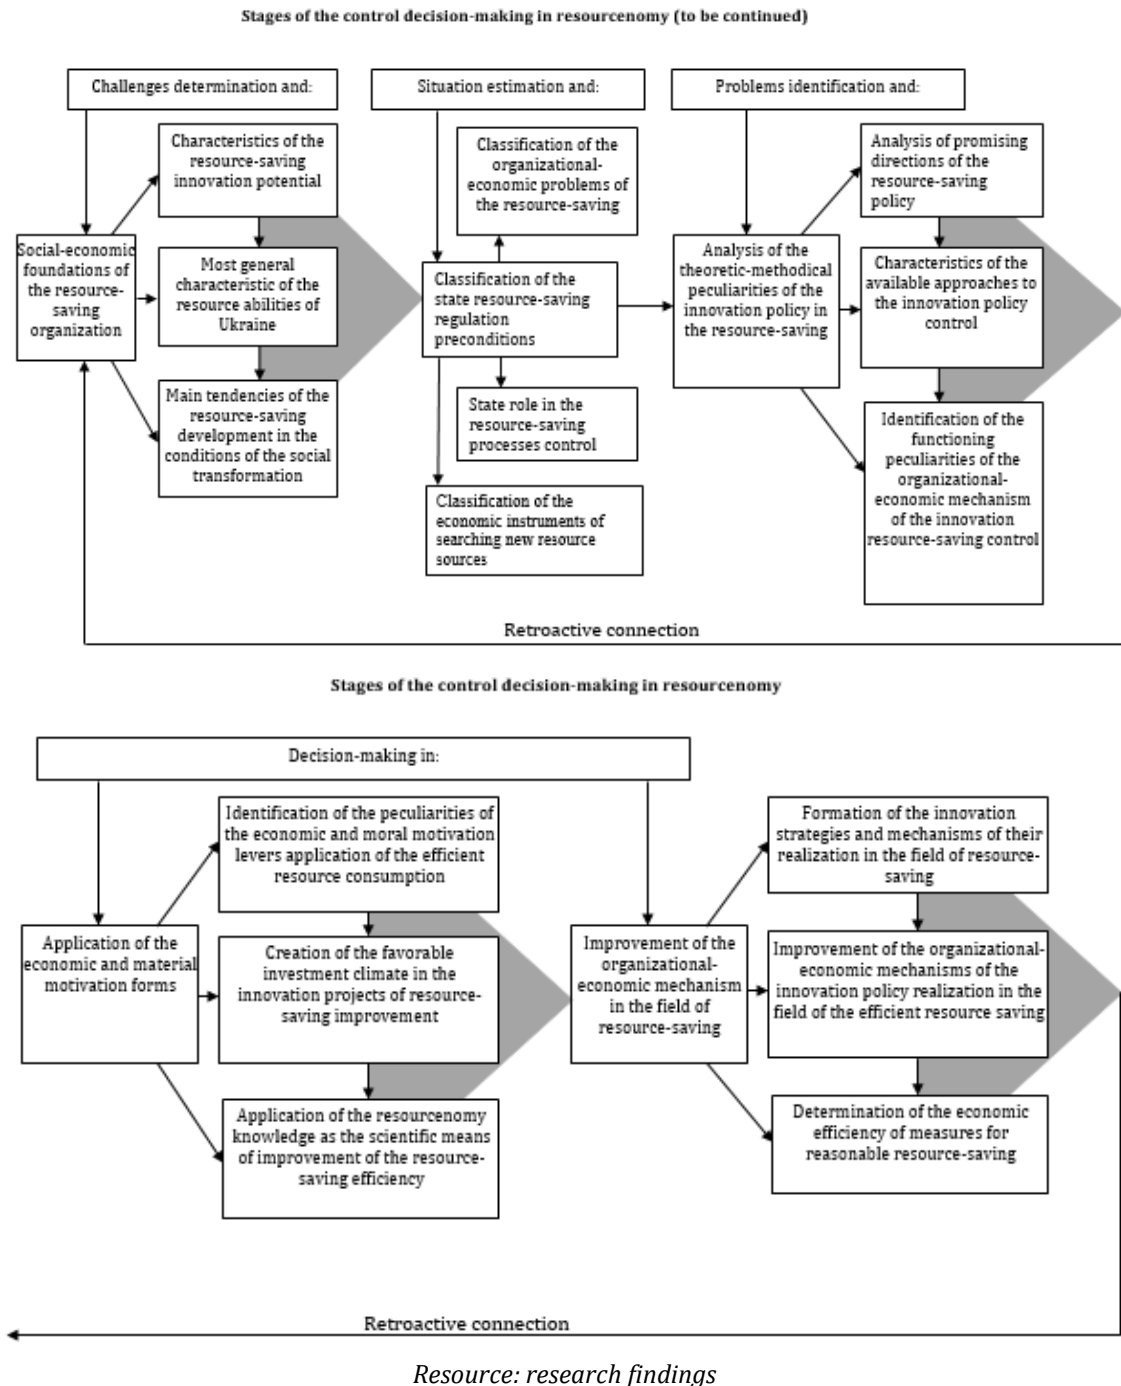 Stages of the control decision-making in resourcenomy (to be continued)
Challenges determination and:
Situation estimation and:
Problems identification and:
Characteristics of the
resource-saving
innovation potential
Social-economic
foundations of
the resource-
saving
organization
Most general
characteristic of the
resource abilities of
Ukraine
Main tendencies of the
resource-saving
development in the
conditions of the social
transformation
Classification of the
organizational-
economic problems of
the resource-saving
Classification of the
state resource-saving
regulation
preconditions
State role in the
resource-saving
processes control
Classification of the
economic instruments of
searching new resource
sources
Analysis of the
theoretic-methodical
peculiarities of the
innovation policy in
the resource-saving
Analysis of promising
directions of the
resource-saving
policy
Characteristics of the
available approaches to
the innovation policy
control
Identification of the
functioning
peculiarities of the
organizational-
economic mechanism
of the innovation
resource-saving control
Retroactive connection
Stages of the control decision-making in resourcenomy
Decision-making in:
Identification of the peculiarities of
the economic and moral motivation
levers application of the efficient
resource consumption
Application of the
economic and material
motivation forms
Creation of the favorable
investment climate in the
innovation projects of resource-
saving improvement
Application of the resourcenomy
knowledge as the scientific means
of improvement of the resource-
saving efficiency
Improvement of the
organizational-
economic mechanism
in the field of
resource-saving
Formation of the innovation
strategies and mechanisms of their
realization in the field of resource-
saving
Improvement of the organizational-
economic mechanisms of the
innovation policy realization in the
field of the efficient resource saving
Determination of the economic
efficiency of measures for
reasonable resource-saving
Retroactive connection
Resource: research findings